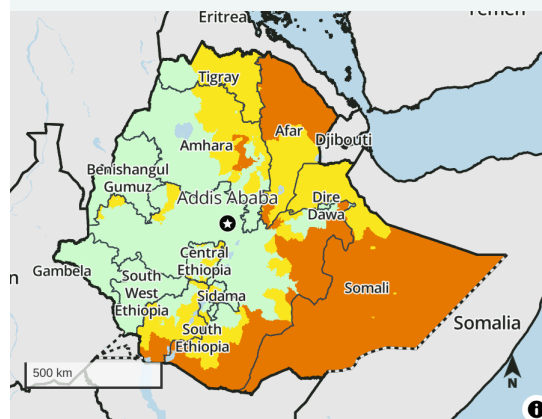 Eritrea
Yemen
Tigray
Afar
Amhara
Djibouti
Benishangul
Gumuz
Addis Ababa
Dire
Dawa
Central
Ethiopia
Gambela
South
West
Ethiopia
Sidama
Somali
South
Ethiopia
Somalia
500 km
N
n
i